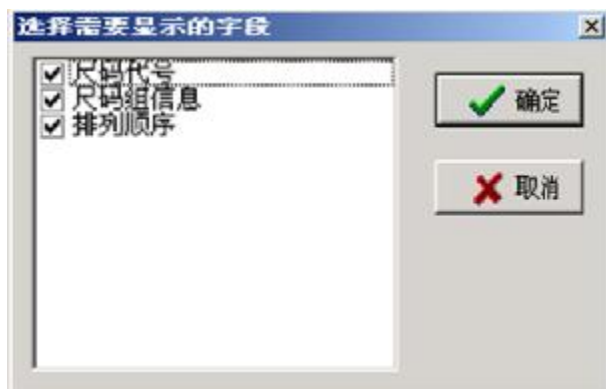 选择需要显示的字段
尺码代号
尺码组信息
排列顺序
确定
取消